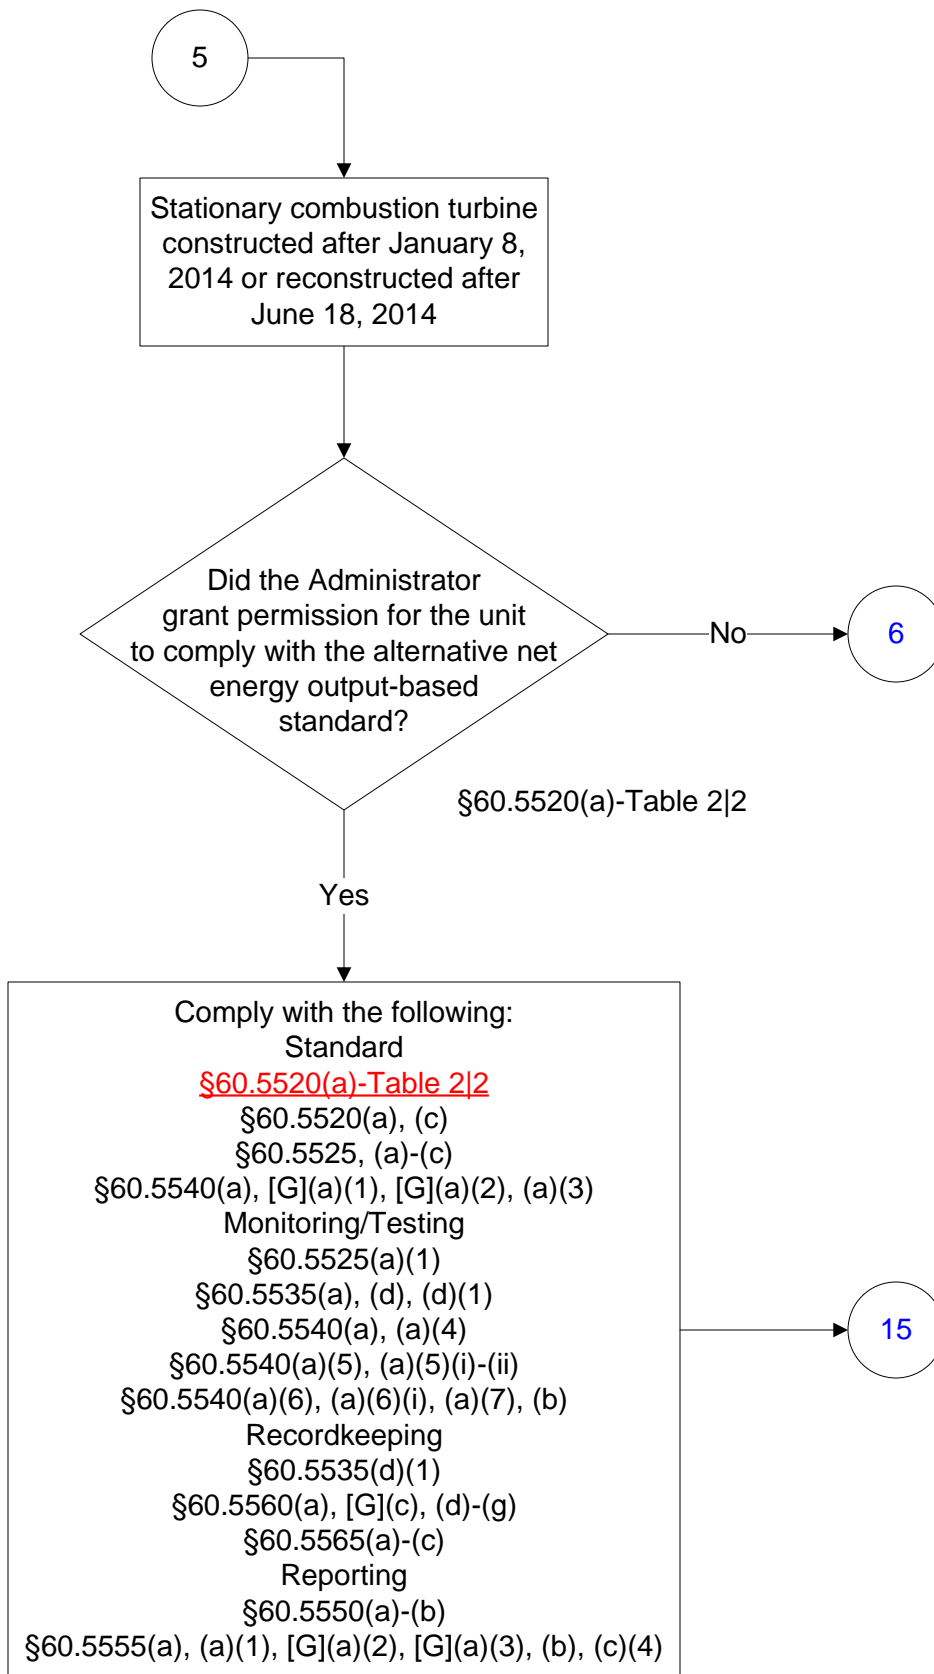 5
Stationary combustion turbine
constructed after January 8,
2014 or reconstructed after
June 18, 2014
Did the Administrator
grant permission for the unit
to comply with the alternative net
energy output-based
standard?
No
6
§60.5520(a)-Table 2|2
Yes
Comply with the following:
Standard
§60.5520(a)-Table 2|2
§60.5520(a), (c)
§60.5525, (a)-(c)
§60.5540(a), [G](a)(1), [G](a)(2), (a)(3)
Monitoring/Testing
§60.5525(a)(1)
§60.5535(a), (d), (d)(1)
§60.5540(a), (a)(4)
§60.5540(a)(5), (a)(5)(i)-(ii)
§60.5540(a)(6), (a)(6)(i), (a)(7), (b)
Recordkeeping
§60.5535(d)(1)
§60.5560(a), [G](c), (d)-(g)
§60.5565(a)-(c)
Reporting
§60.5550(a)-(b)
§60.5555(a), (a)(1), [G](a)(2), [G](a)(3), (b), (c)(4)
15